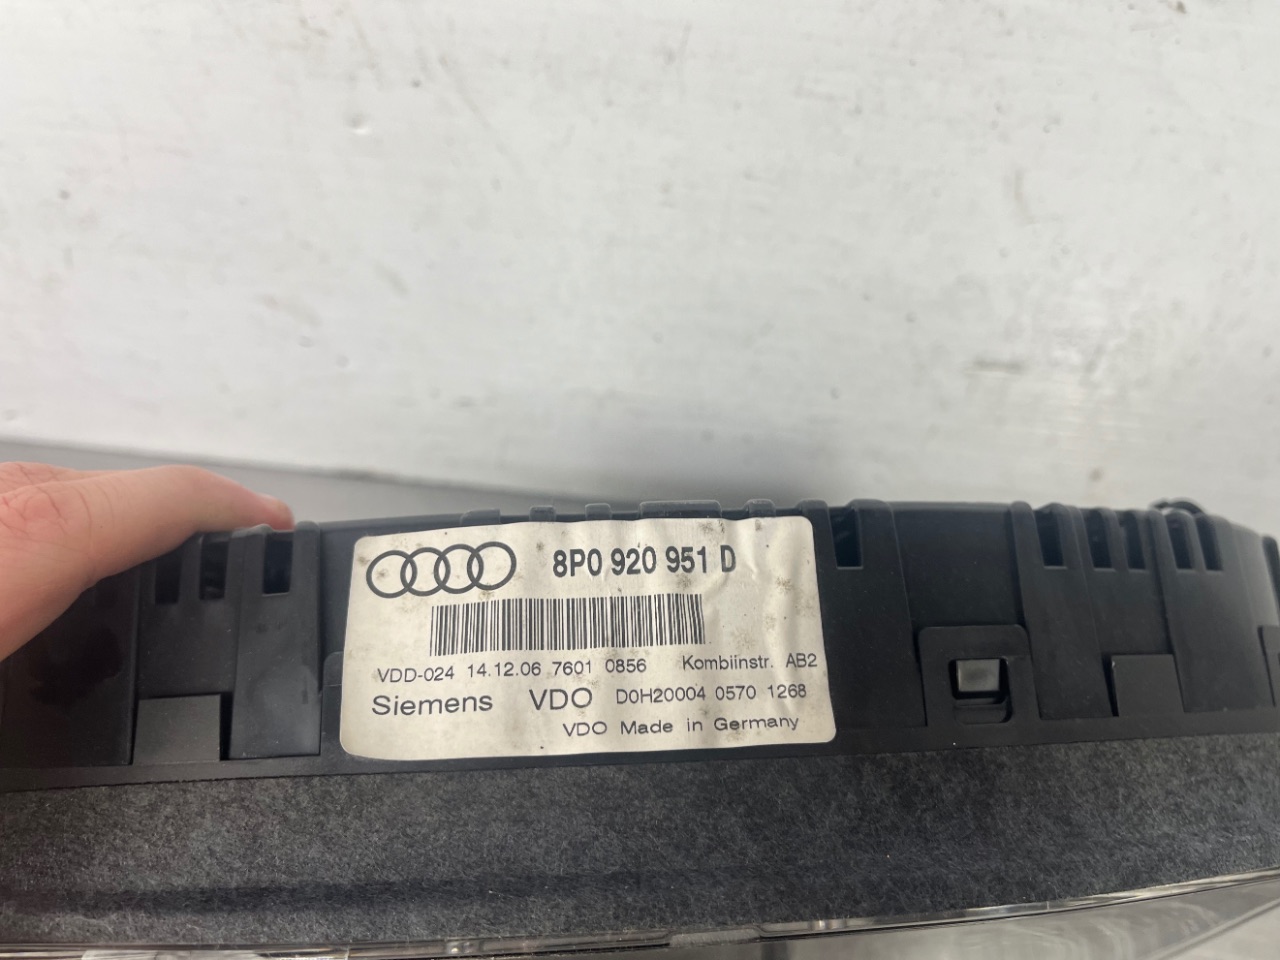 8P0 920 951 D
VDD-024 14.12.06 7601 0856 Kombiinstr. AB2
Siemens VDO D0H20004 0570 1268
VDO Made in Germany